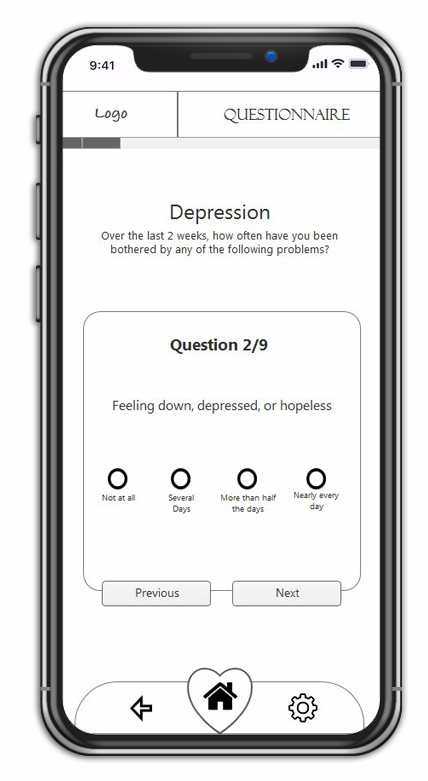 9:41
Logo
QUESTIONNAIRE
Depression
Over the last 2 weeks, how often have you been
bothered by any of the following problems?
Question 2/9
Feeling down, depressed, or hopeless
Not at all
Several
Days
More than half
the days
Nearly every
day
Previous
Next